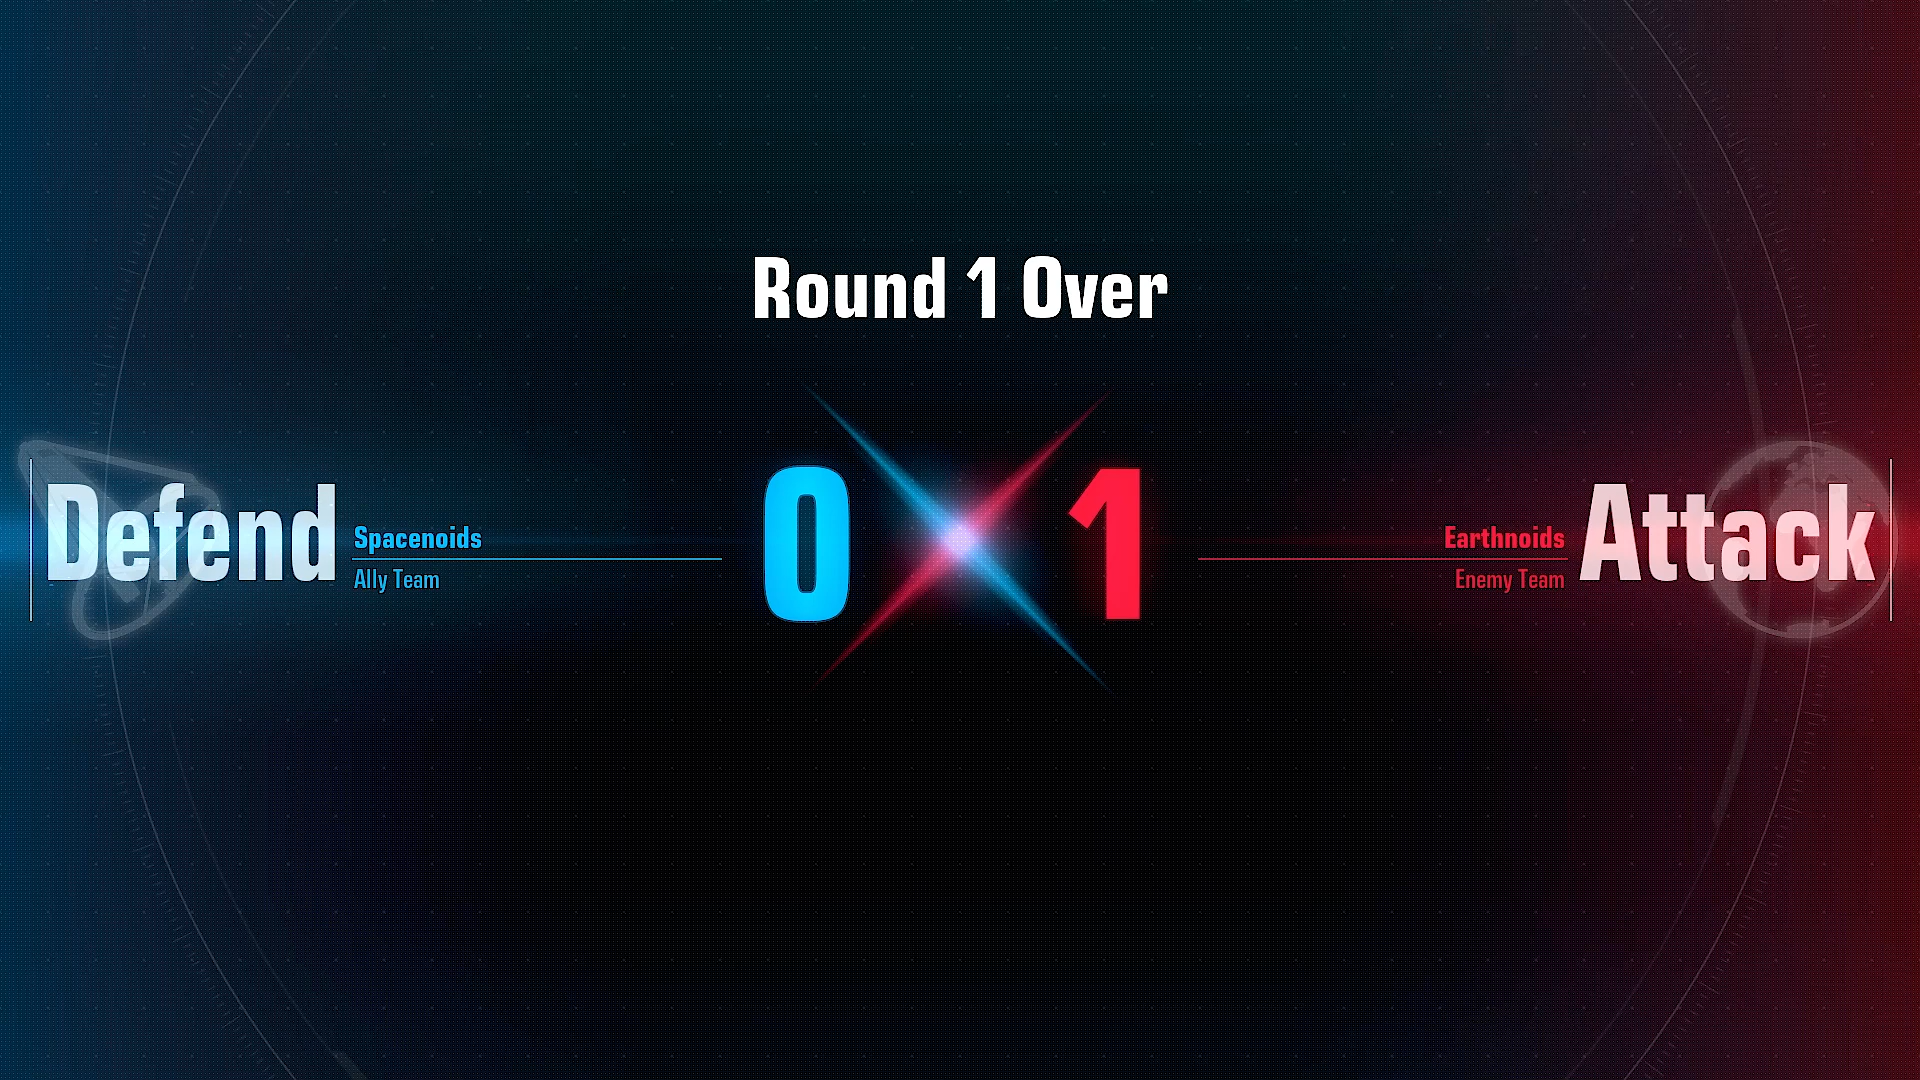 Round 1 Over
Defend
Spacenoids
Ally Team
0
1
Earthnoids
Enemy Team
Attack